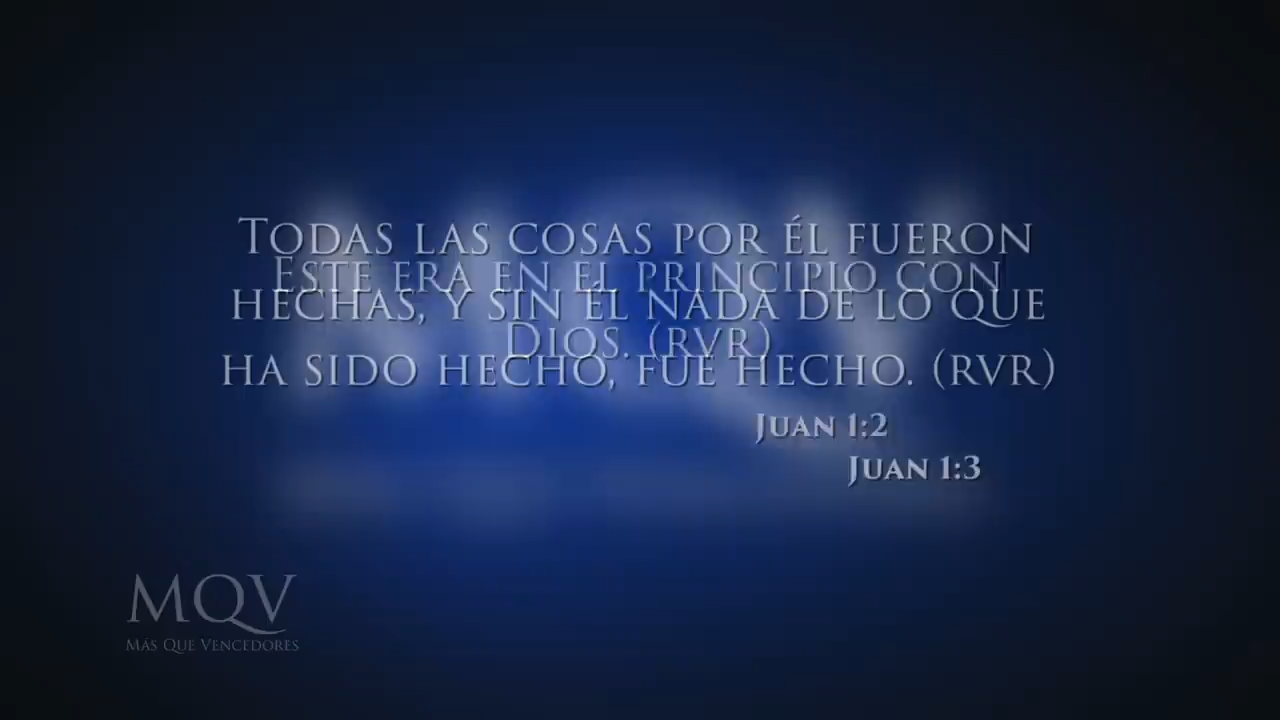 Todas las cosas por él fueron
Este era en el principio con
hechas, y sin él nada de lo que
Dios. (RVR)
ha sido hecho, fue hecho. (RVR)
Juan 1:2
Juan 1:3
MQV
Más Que Vencedores